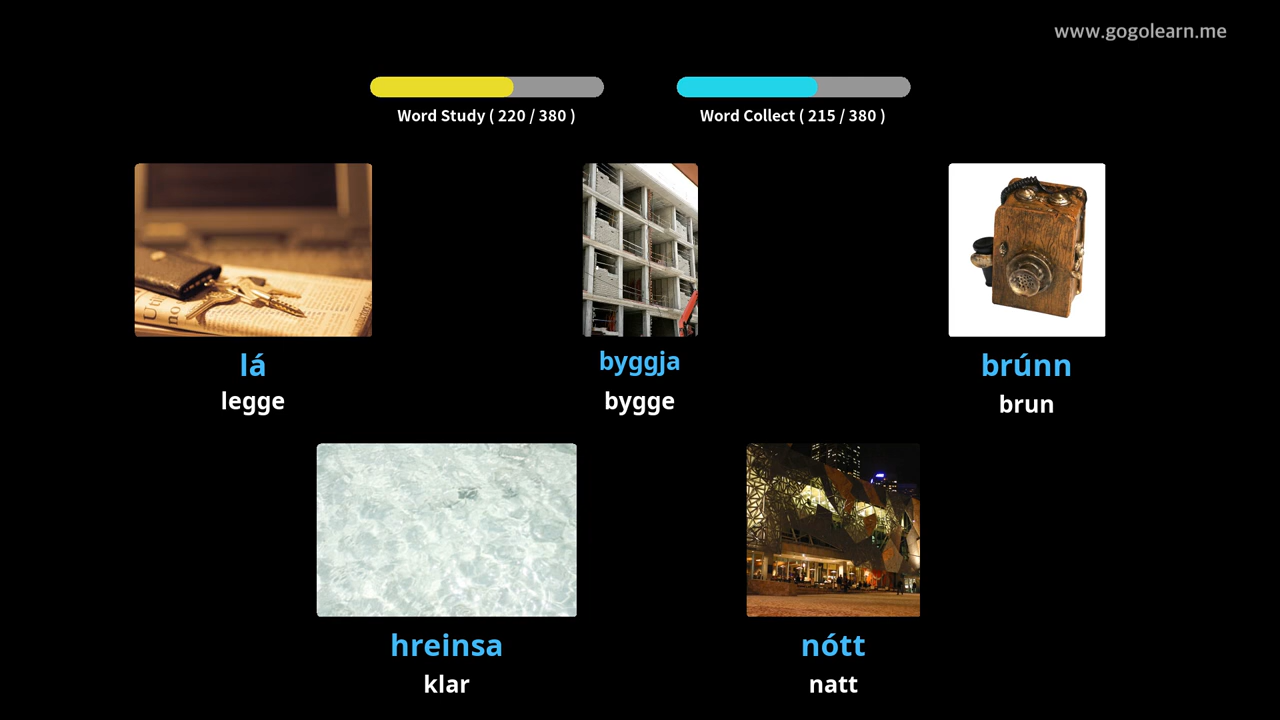 www.gogolearn.me
Word Study ( 220 / 380 )
Word Collect ( 215 / 380 )
lá
legge
byggja
bygge
brúnn
brun
hreinsa
klar
nótt
natt